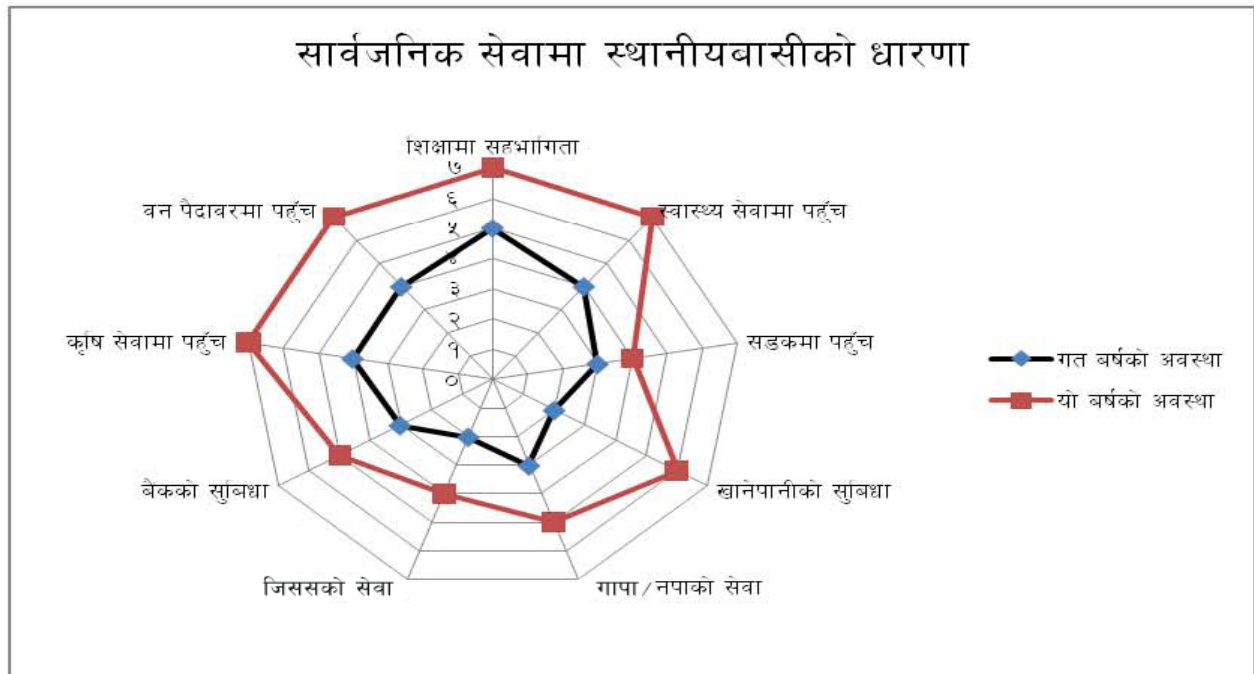 सार्वजनिक सेवामा स्थानीयबासीको धारणा
शिक्षामा सहभागिता
स्वास्थ्य सेवामा पहुँच
सडकमा पहुँच
खानेपानीको सुबिधा
गापा/नपाको सेवा
जिससको सेवा
बैंकको सुबिधा
कृषि सेवामा पहुँच
वन पैदावरमा पहुँच
७
६
५
४
३
२
१
०
गत बर्षको अवस्था
यो बर्षको अवस्था